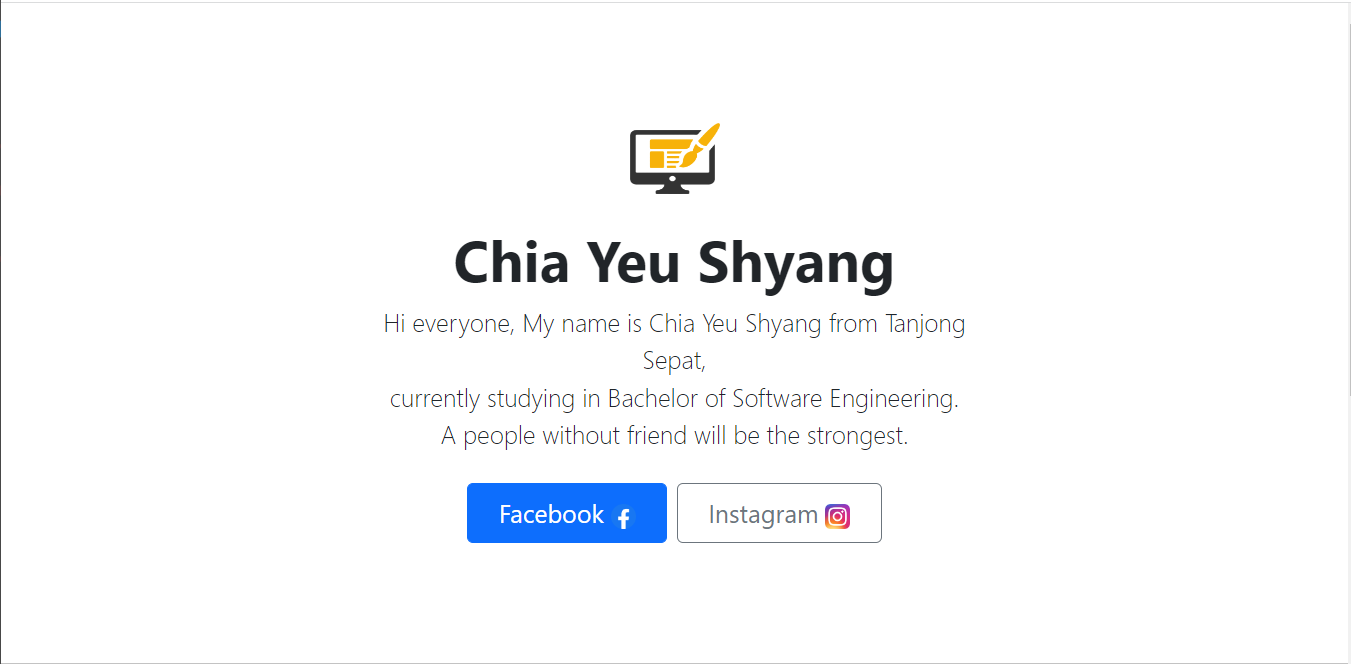 Chia Yeu Shyang
Hi everyone, My name is Chia Yeu Shyang from Tanjong
Sepat,
currently studying in Bachelor of Software Engineering.
A people without friend will be the strongest.
Facebook
Instagram